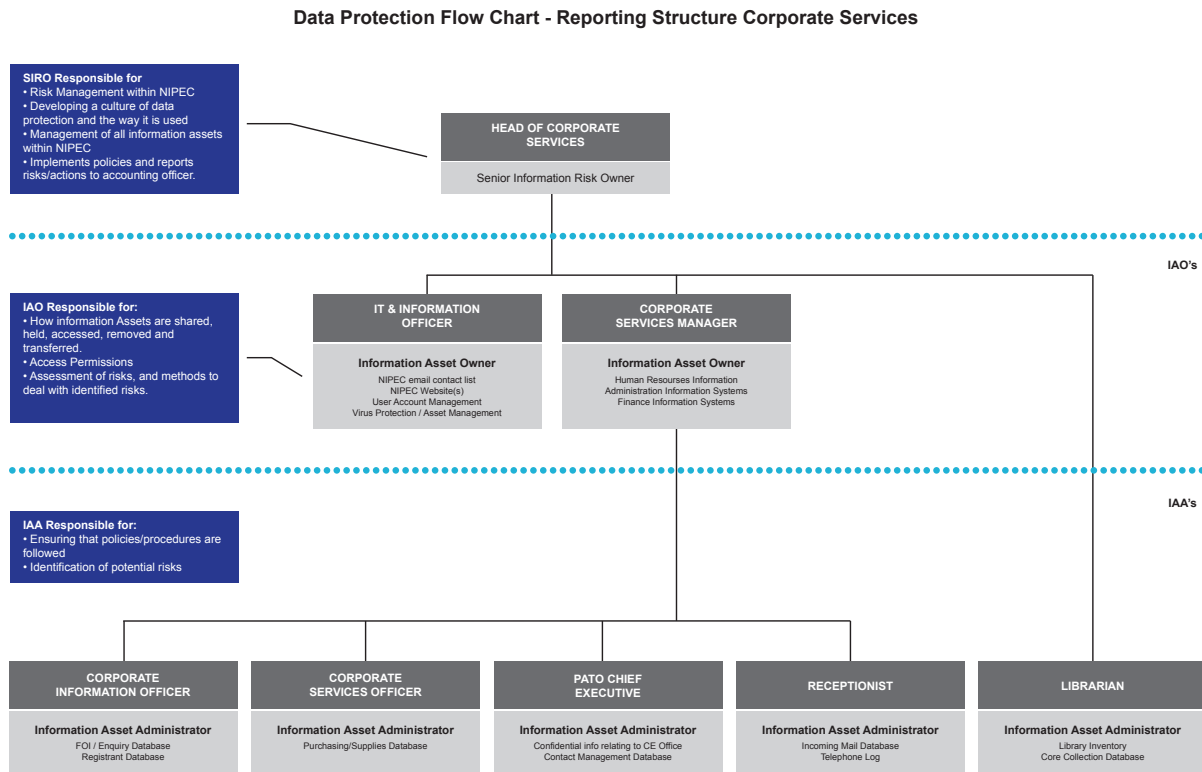 Data Protection Flow Chart - Reporting Structure Corporate Services
SIRO Responsible for
• Risk Management within NIPEC
• Developing a culture of data
protection and the way it is used
• Management of all information assets
within NIPEC
• Implements policies and reports
risks/actions to accounting officer.
HEAD OF CORPORATE
SERVICES
Senior Information Risk Owner
IAO's
IAO Responsible for:
• How information Assets are shared,
held, accessed, removed and
transferred.
• Access Permissions
• Assessment of risks, and methods to
deal with identified risks.
IT & INFORMATION
OFFICER
Information Asset Owner
NIPEC email contact list
NIPEC Website(s)
User Account Management
Virus Protection / Asset Management
CORPORATE
SERVICES MANAGER
Information Asset Owner
Human Resourses Information
Administration Information Systems
Finance Information Systems
IAA's
IAA Responsible for:
• Ensuring that policies/procedures are
followed
• Identification of potential risks
CORPORATE
INFORMATION OFFICER
Information Asset Administrator
FOI / Enquiry Database
Registrant Database
CORPORATE
SERVICES OFFICER
Information Asset Administrator
Purchasing/Supplies Database
PATO CHIEF
EXECUTIVE
Information Asset Administrator
Confidential info relating to CE Office
Contact Management Database
RECEPTIONIST
Information Asset Administrator
Incoming Mail Database
Telephone Log
LIBRARIAN
Information Asset Administrator
Library Inventory
Core Collection Database